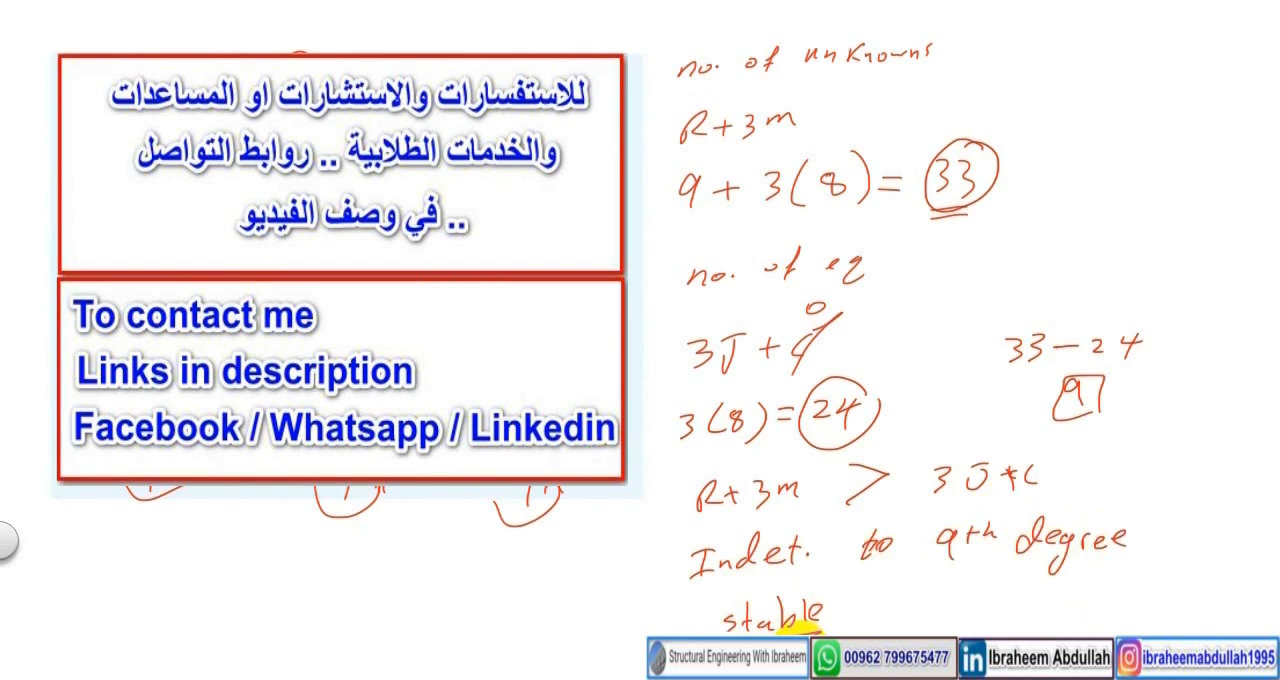 للاستفسارات والاستشارات او المساعدات
والخدمات الطلابية .. روابط التواصل
في وصف الفيديو ..
To contact me
Links in description
Facebook / Whatsapp / Linkedin
no. of unknowns
R+3m
9 + 3(8) = 33
no. of eq
0
3J + C
3(8) = 24
33 - 24
9
R+3m > 3J+C
Indet. to 9th degree
stable
Structural Engineering With Ibraheem
00962 799675477
in Ibraheem Abdullah
ibraheemabdullah1995